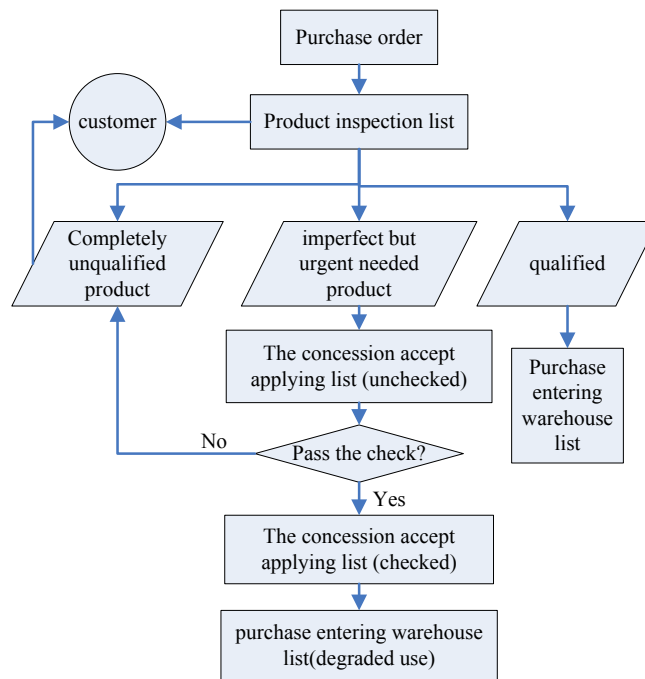 Purchase order
customer
Product inspection list
Completely
unqualified
product
imperfect but
urgent needed
product
qualified
The concession accept
applying list (unchecked)
Purchase
entering
warehouse
list
No
Pass the check?
Yes
The concession accept
applying list (checked)
purchase entering warehouse
list(degraded use)